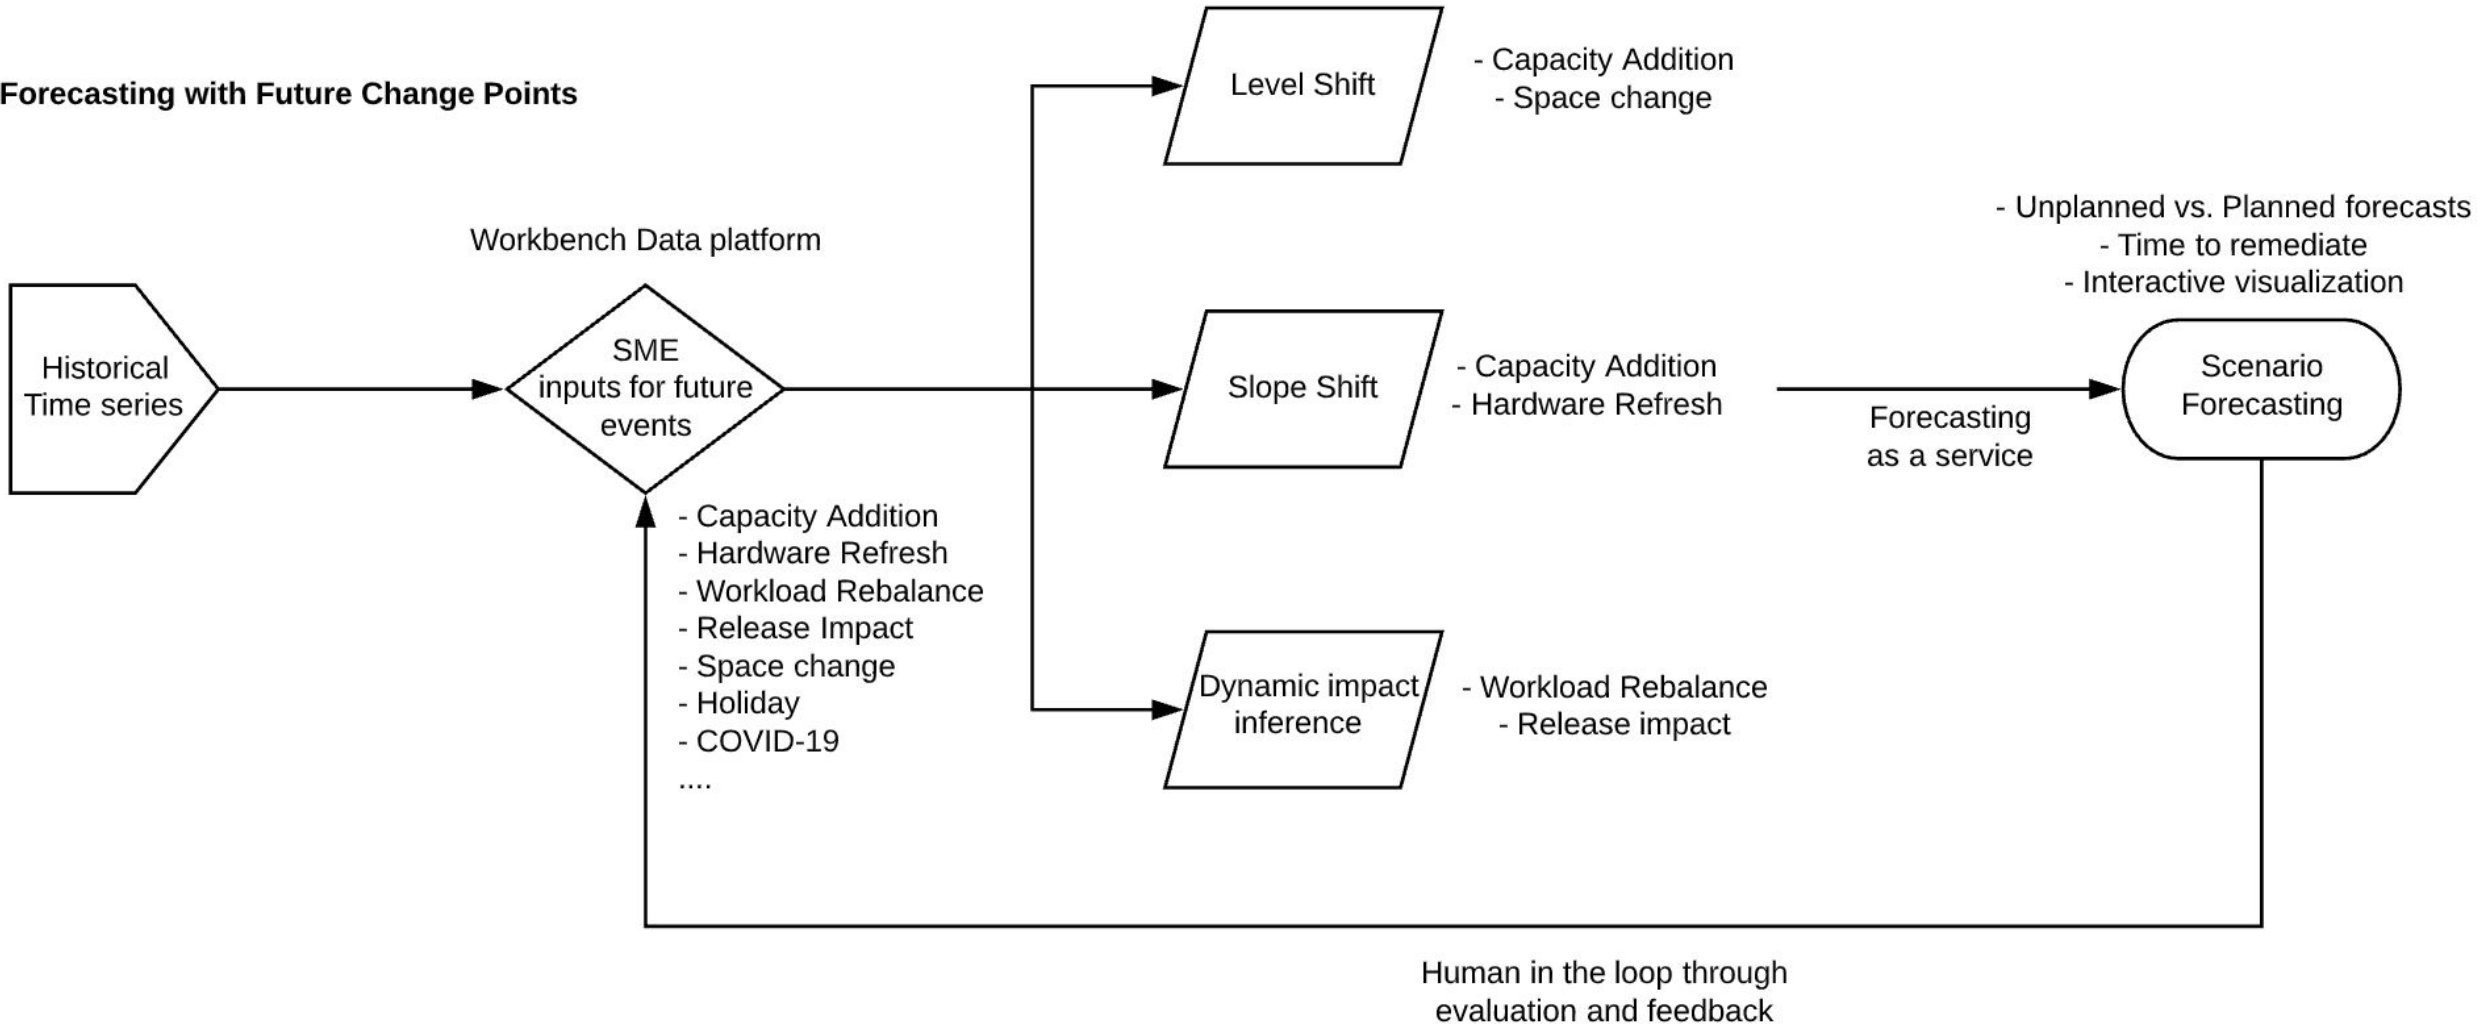 Forecasting with Future Change Points
Historical
Time series
Workbench Data platform
SME
inputs for future
events
- Capacity Addition
- Hardware Refresh
- Workload Rebalance
- Release Impact
- Space change
- Holiday
- COVID-19
....
Level Shift
- Capacity Addition
- Space change
Slope Shift
- Capacity Addition
- Hardware Refresh
Dynamic impact
inference
- Workload Rebalance
- Release impact
Forecasting
as a service
- Unplanned vs. Planned forecasts
- Time to remediate
- Interactive visualization
Scenario
Forecasting
Human in the loop through
evaluation and feedback